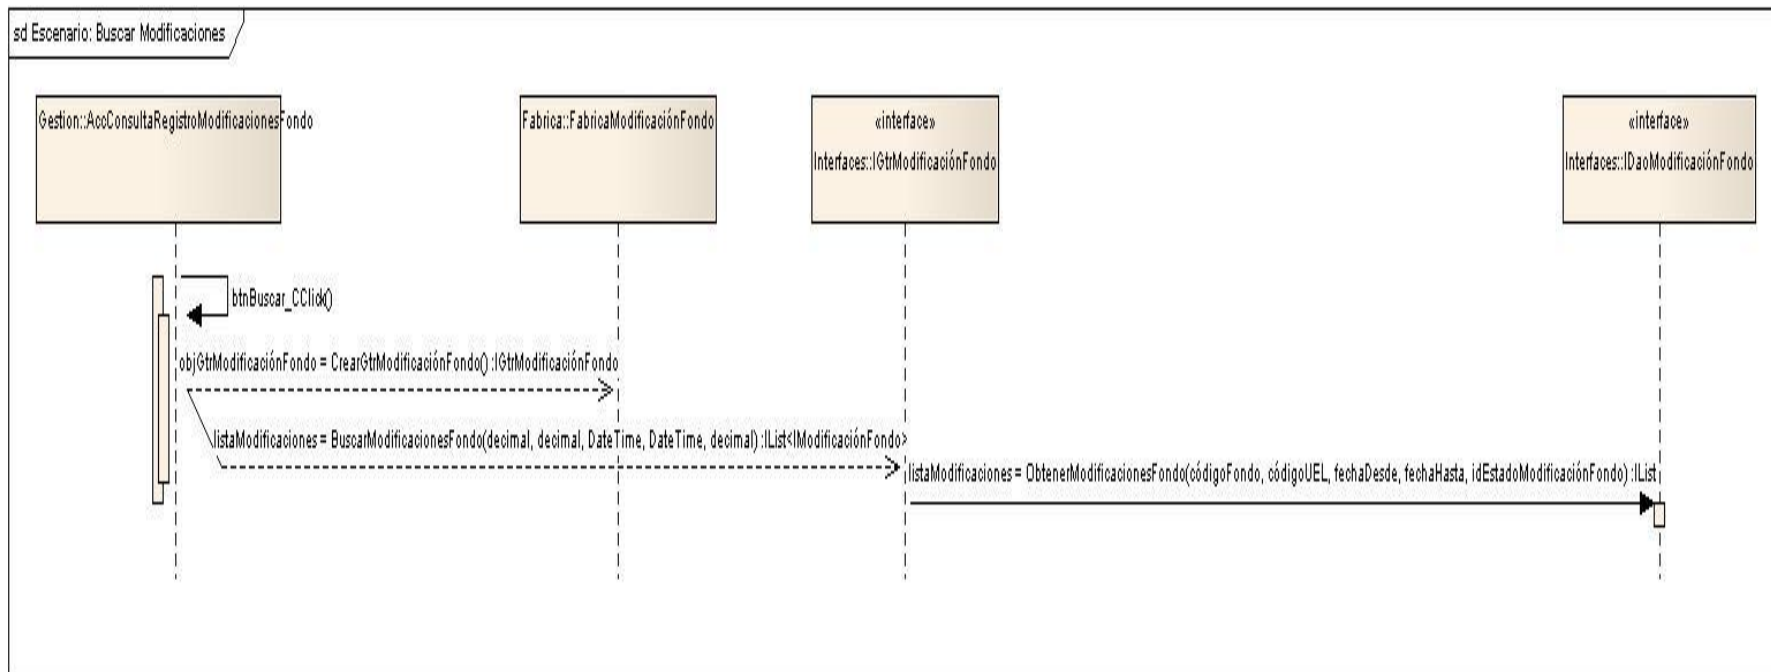 sd Escenario: Buscar Modificaciones
Gestion::AcoConsultaRegistroModificacionesFondo
Fabrica::FabricaModificaciónFondo
«interface»
Interfaces::IGtrModificaciónFondo
«interface»
Interfaces::IDaoModificaciónFondo
btnBuscar_CClick()
objGtrModificaciónFondo = CrearGtrModificaciónFondo() :IGtrModificaciónFondo
listaModificaciones = BuscarModificacionesFondo(decimal, decimal, DateTime, DateTime, decimal) :IList<IModificaciónFondo>
listaModificaciones = ObtenerModificacionesFondo(códigoFondo, códigoUEL, fechaDesde, fechaHasta, idEstadoModificaciónFondo) :IList